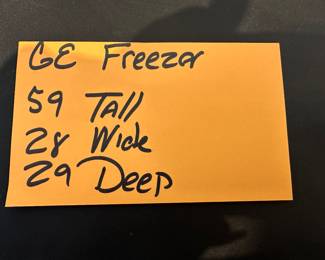 GE Freezer
59 Tall
28 Wide
29 Deep